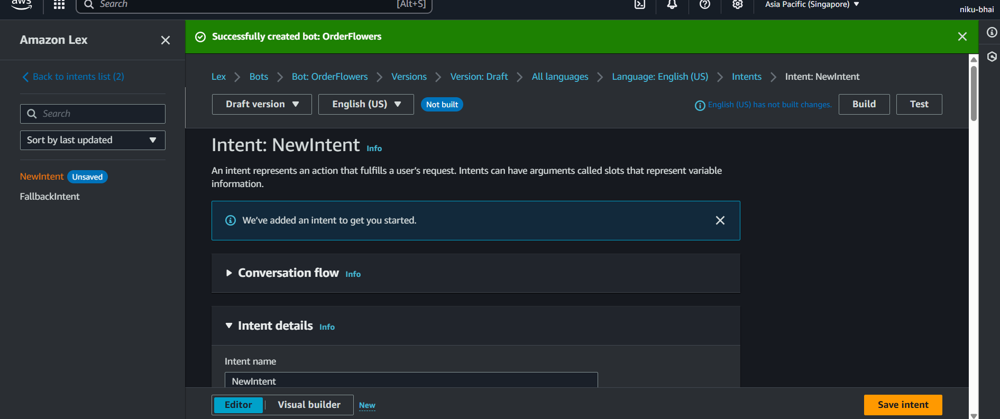 aws
Search
[Alt+S]
Asia Pacific (Singapore)
niku-bhai
Amazon Lex
Successfully created bot: OrderFlowers
Back to intents list (2)
Lex
Bots
Bot: OrderFlowers
Versions
Version: Draft
All languages
Language: English (US)
Intents
Intent: NewIntent
Draft version
English (US)
Not built
English (US) has not built changes.
Build
Test
Search
Sort by last updated
NewIntent Unsaved
FallbackIntent
Intent: NewIntent Info
An intent represents an action that fulfills a user's request. Intents can have arguments called slots that represent variable
information.
We've added an intent to get you started.
Conversation flow Info
Intent details Info
Intent name
NewIntent
Editor
Visual builder
New
Save intent